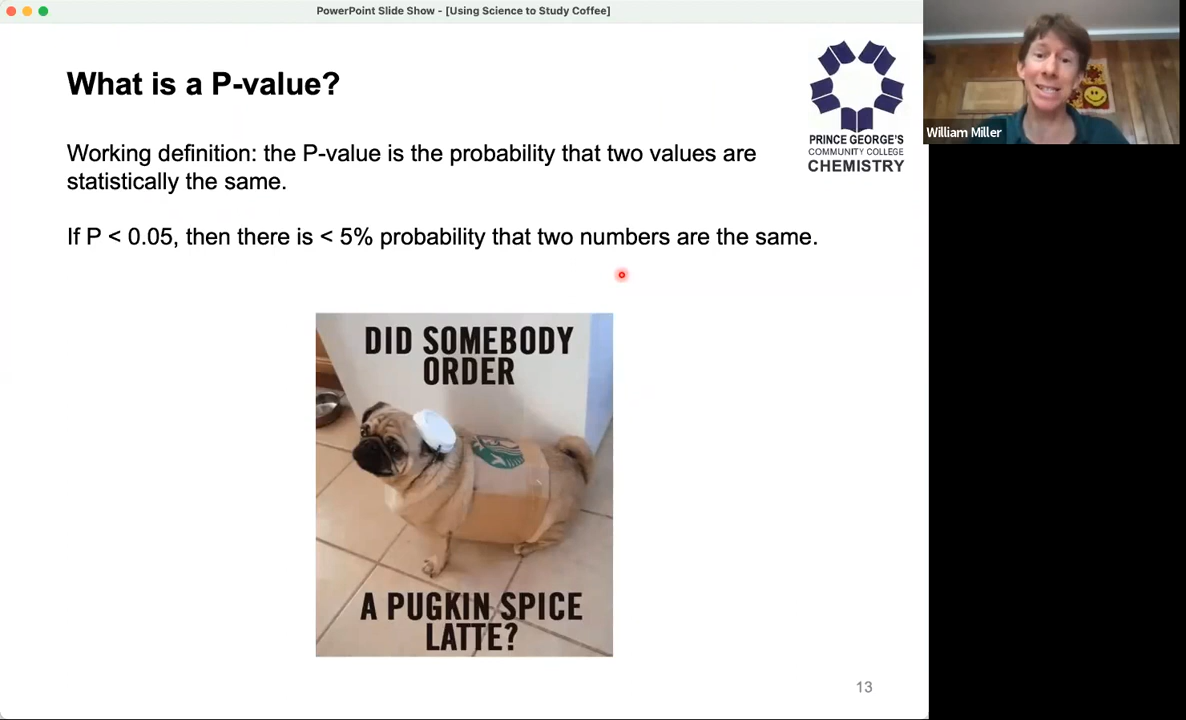 PowerPoint Slide Show - [Using Science to Study Coffee]
What is a P-value?
PRINCE GEORGE'S
COMMUNITY COLLEGE
CHEMISTRY
William Miller
Working definition: the P-value is the probability that two values are
statistically the same.
If P < 0.05, then there is < 5% probability that two numbers are the same.
DID SOMEBODY
ORDER
A PUGKIN SPICE
LATTE?
13